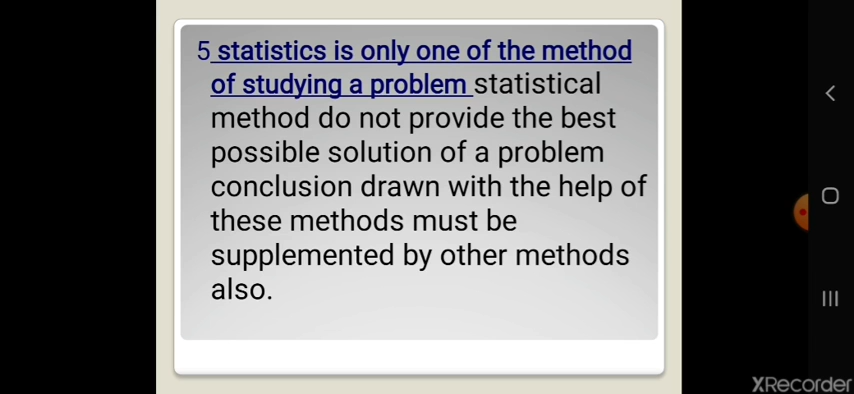 5 statistics is only one of the method
of studying a problem statistical
method do not provide the best
possible solution of a problem
conclusion drawn with the help of
these methods must be
supplemented by other methods
also.
XRecorder